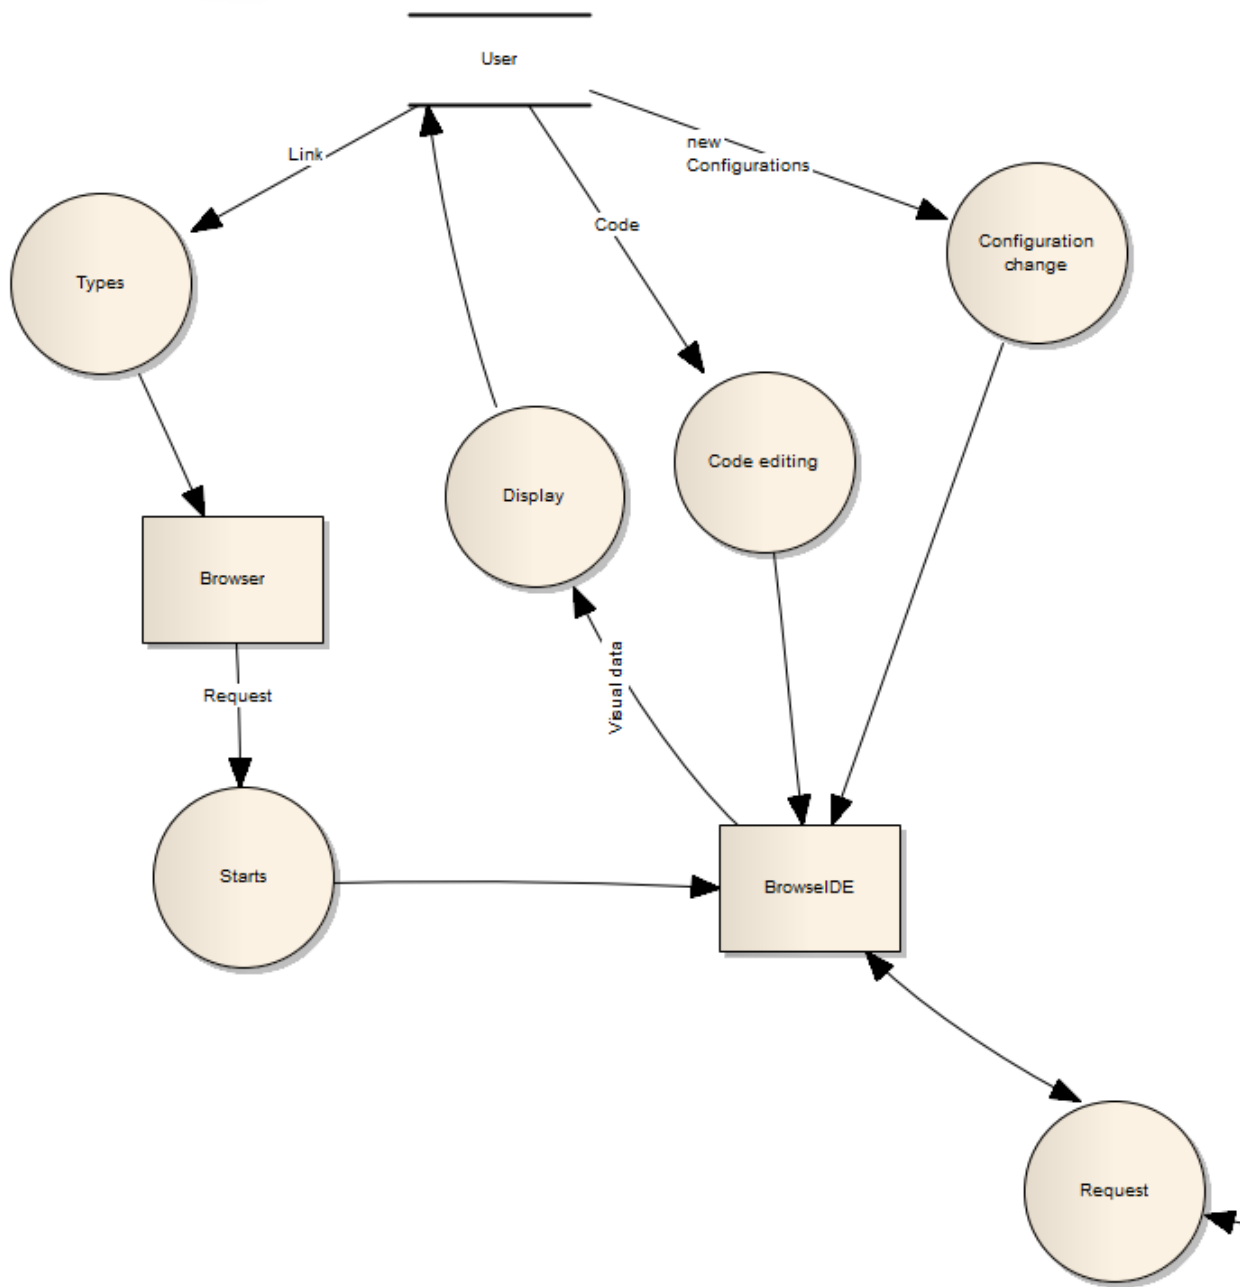 User
Link
new
Configurations
Code
Types
Configuration
change
Code editing
Display
Browser
Visual data
Request
Starts
BrowseIDE
Request